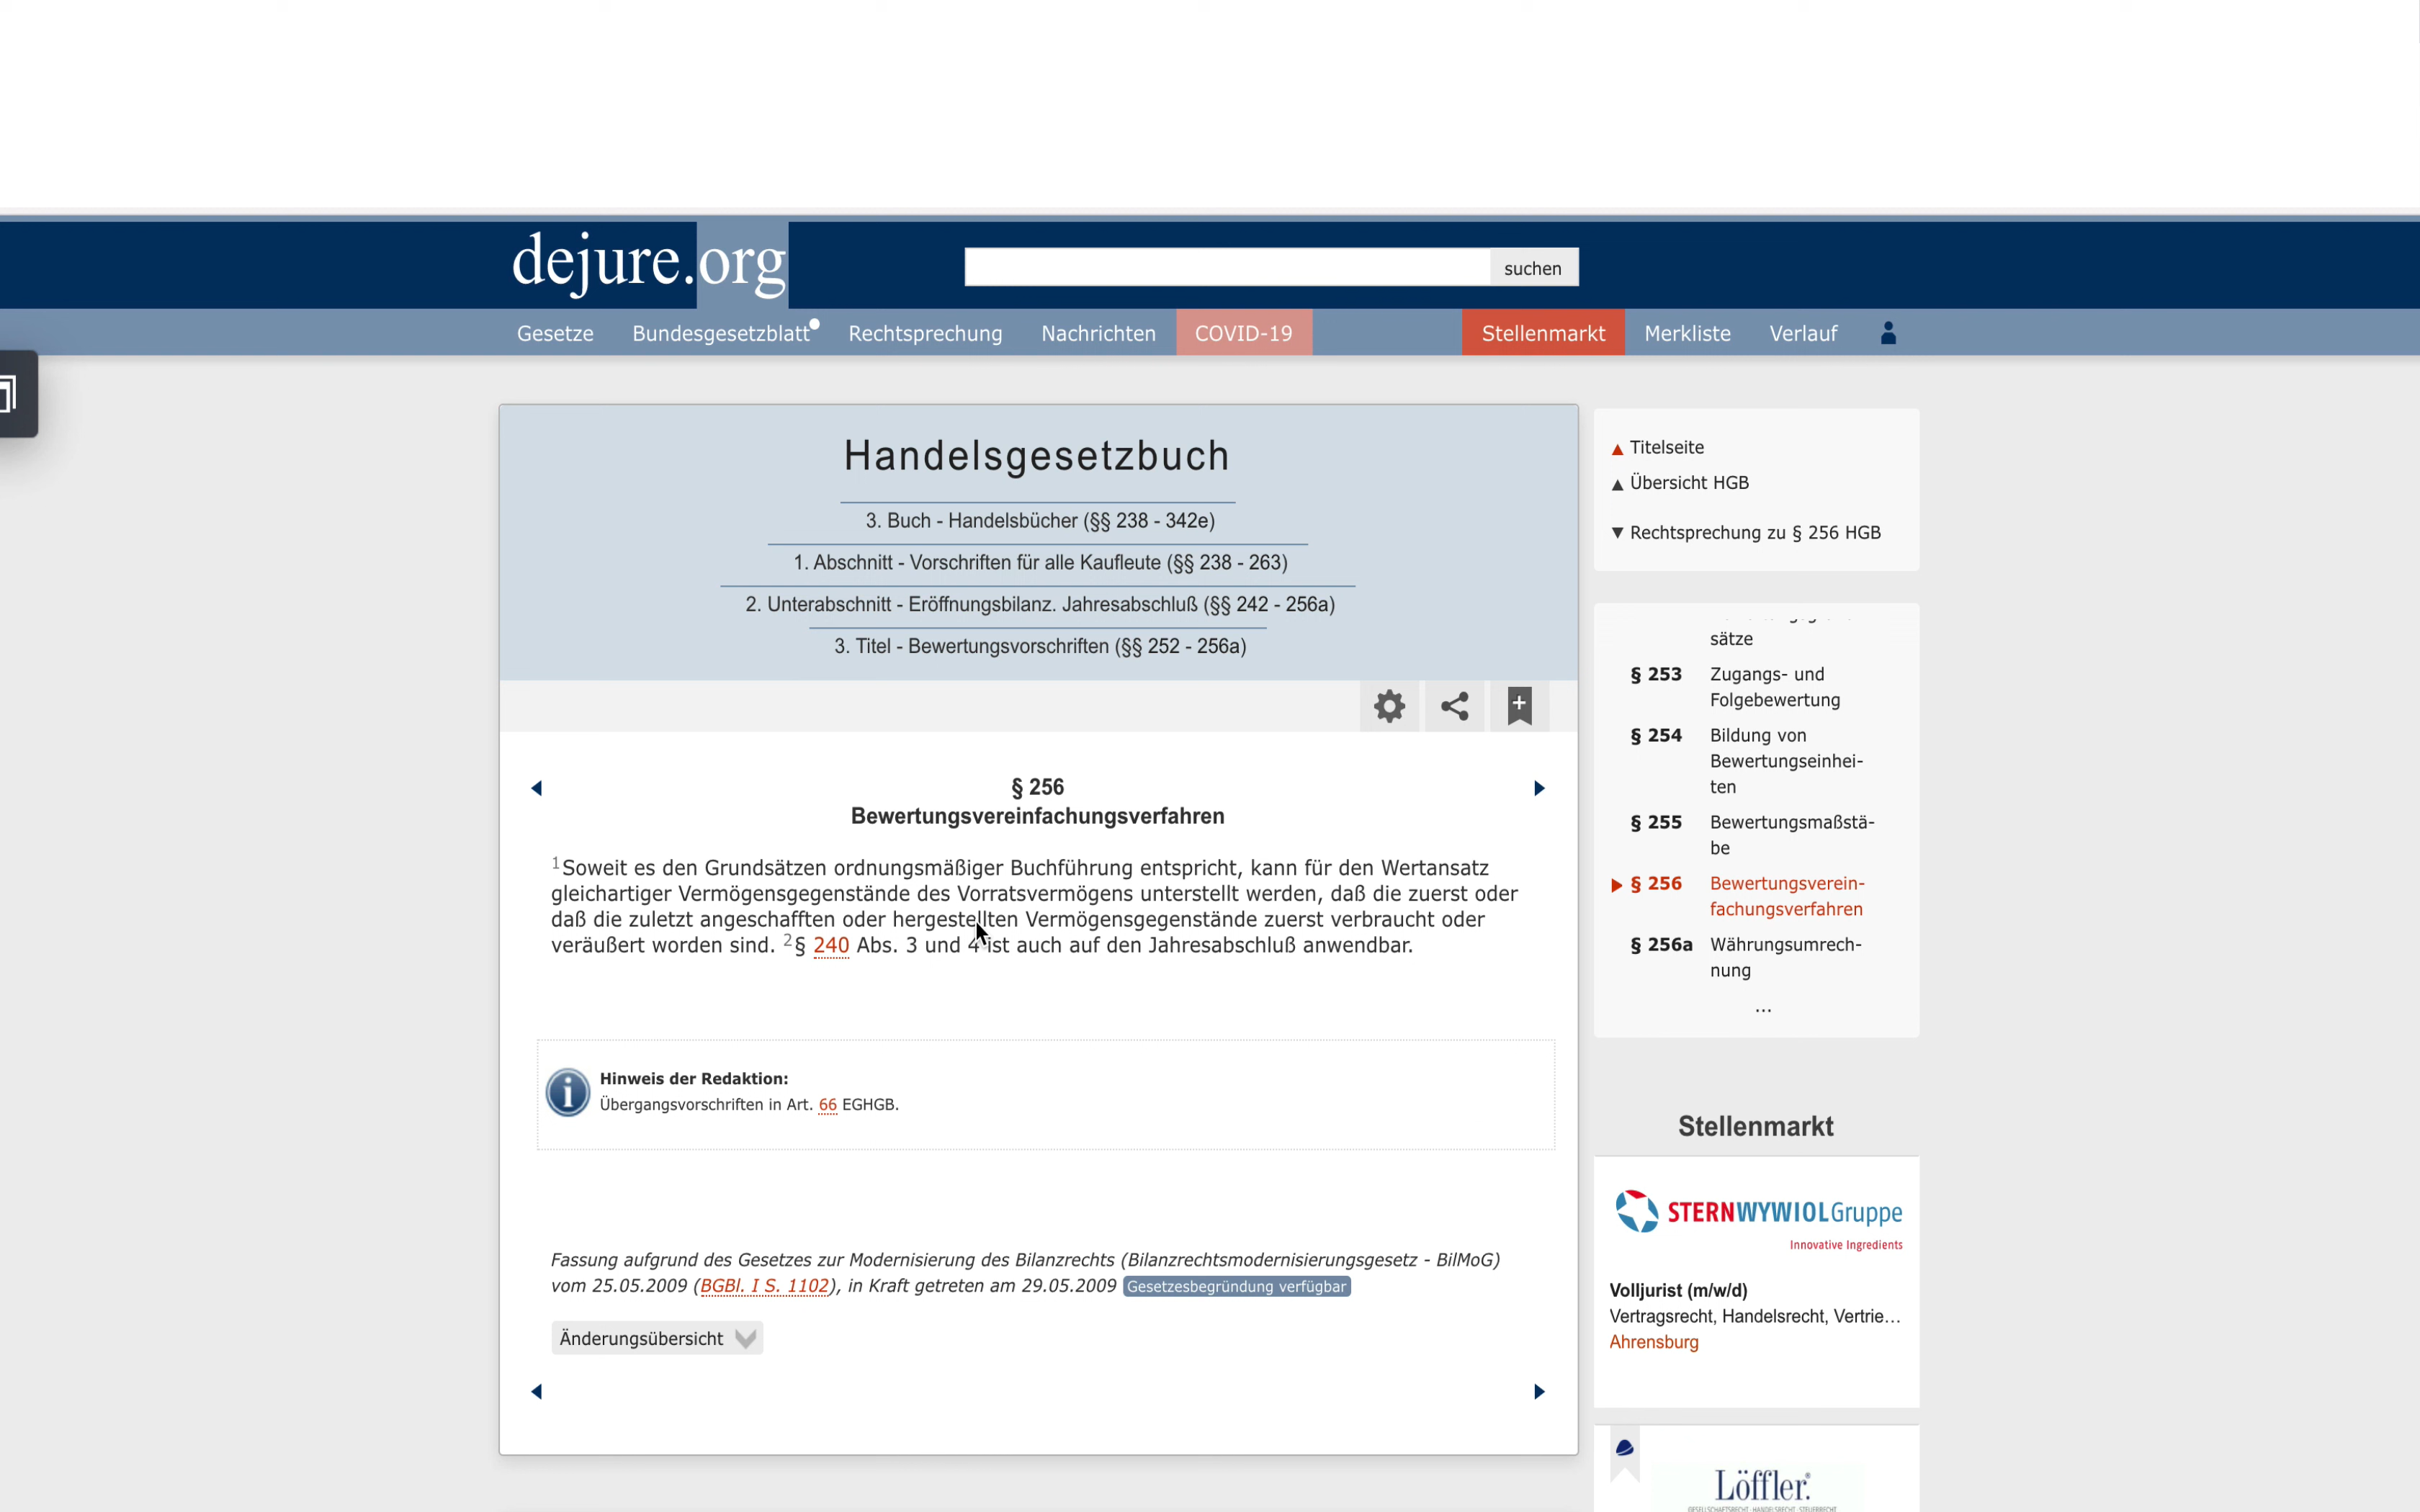 dejure.org
suchen
Gesetze Bundesgesetzblatt Rechtsprechung Nachrichten COVID-19 Stellenmarkt Merkliste Verlauf
Handelsgesetzbuch
3. Buch - Handelsbücher (§§ 238 - 342e)
1. Abschnitt - Vorschriften für alle Kaufleute (§§ 238 - 263)
2. Unterabschnitt - Eröffnungsbilanz. Jahresabschluß (§§ 242 - 256a)
3. Titel - Bewertungsvorschriften (§§ 252 - 256a)
§ 256
Bewertungsvereinfachungsverfahren
1Soweit es den Grundsätzen ordnungsmäßiger Buchführung entspricht, kann für den Wertansatz
gleichartiger Vermögensgegenstände des Vorratsvermögens unterstellt werden, daß die zuerst oder
daß die zuletzt angeschafften oder hergestellten Vermögensgegenstände zuerst verbraucht oder
veräußert worden sind. 2§ 240 Abs. 3 und 4 ist auch auf den Jahresabschluß anwendbar.
Hinweis der Redaktion:
Übergangsvorschriften in Art. 66 EGHGB.
Fassung aufgrund des Gesetzes zur Modernisierung des Bilanzrechts (Bilanzrechtsmodernisierungsgesetz - BilMoG)
vom 25.05.2009 (BGBl. I S. 1102), in Kraft getreten am 29.05.2009 Gesetzesbegründung verfügbar
Änderungsübersicht
Titelseite
Übersicht HGB
Rechtsprechung zu § 256 HGB
sätze
§ 253 Zugangs- und
Folgebewertung
§ 254 Bildung von
Bewertungseinhei-
ten
§ 255 Bewertungsmaßstä-
be
§ 256 Bewertungsverein-
fachungsverfahren
§ 256a Währungsumrech-
nung
...
Stellenmarkt
STERNWYWIOLGruppe
Innovative Ingredients
Volljurist (m/w/d)
Vertragsrecht, Handelsrecht, Vertrie...
Ahrensburg
Löffler.
GESELLSCHAFTSRECHT · HANDELSRECHT · STEUERRECHT